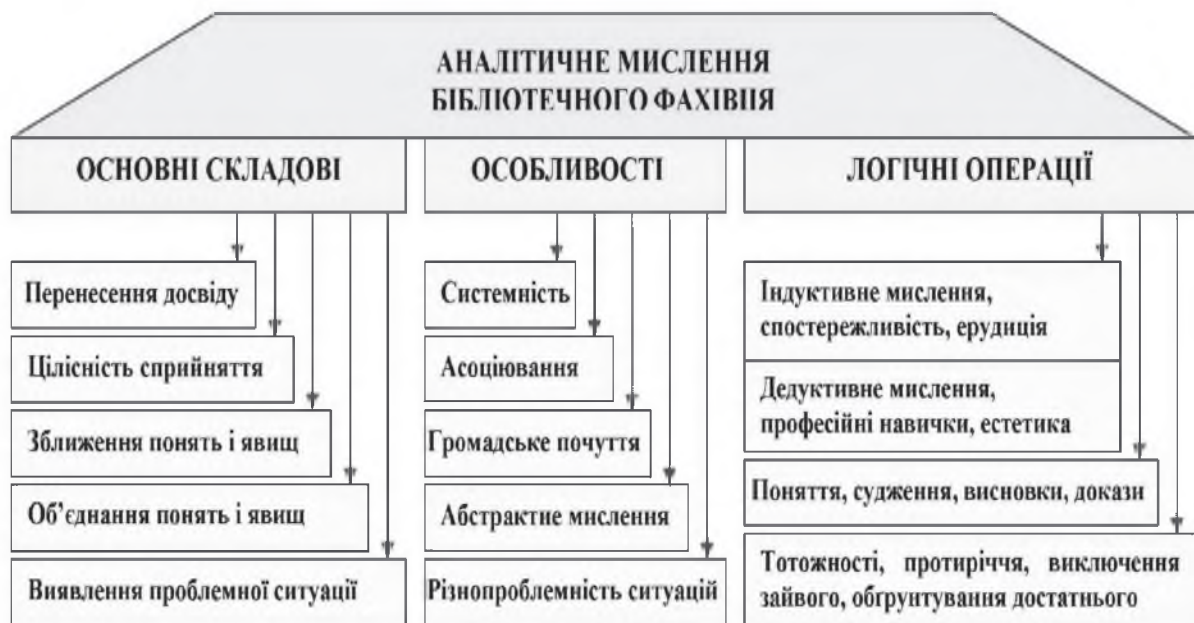 АНАЛІТИЧНЕ МИСЛЕННЯ
БІБЛІОТЕЧНОГО ФАХІВЦЯ
ОСНОВНІ СКЛАДОВІ
Перенесення досвіду
Цілісність сприйняття
Зближення понять і явищ
Об’єднання понять і явищ
Виявлення проблемної ситуації
ОСОБЛИВОСТІ
Системність
Асоціювання
Громадське почуття
Абстрактне мислення
Різнопроблемність ситуацій
ЛОГІЧНІ ОПЕРАЦІЇ
Індуктивне мислення,
спостережливість, ерудиція
Дедуктивне мислення,
професійні навички, естетика
Поняття, судження, висновки, докази
Тотожності, протиріччя, виключення
зайвого, обґрунтування достатнього